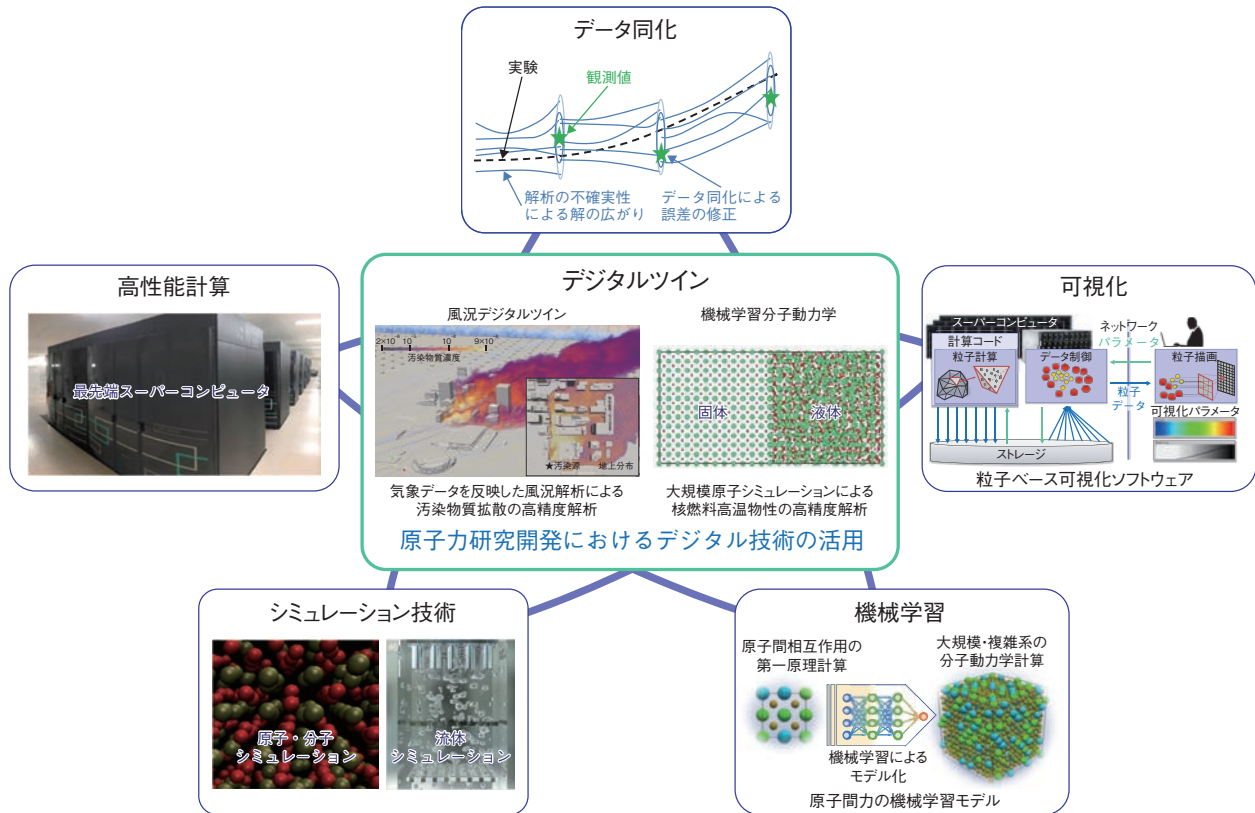 データ同化
実験
観測値
解析の不確実性
による解の広がり
データ同化による
誤差の修正
高性能計算
最先端スーパーコンピュータ
デジタルツイン
風況デジタルツイン
汚染物質濃度
★汚染源
地上分布
気象データを反映した風況解析による
汚染物質拡散の高精度解析
機械学習分子動力学
固体
液体
大規模原子シミュレーションによる
核燃料高温物性の高精度解析
原子力研究開発におけるデジタル技術の活用
可視化
スーパーコンピュータ
計算コード
粒子計算
データ制御
ネットワーク
パラメータ
粒子
データ
粒子描画
可視化パラメータ
ストレージ
粒子ベース可視化ソフトウェア
シミュレーション技術
原子・分子
シミュレーション
流体
シミュレーション
機械学習
原子間相互作用の
第一原理計算
大規模・複雑系の
分子動力学計算
機械学習による
モデル化
原子間力の機械学習モデル